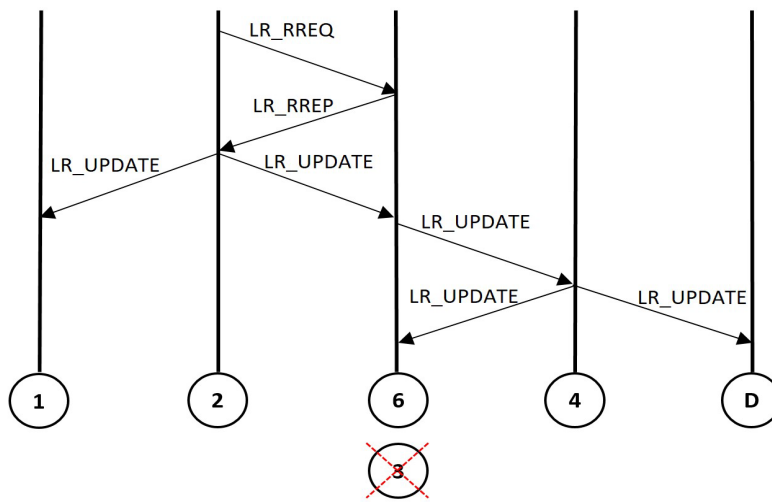 LR_RREQ
LR_RREP
LR_UPDATE
LR_UPDATE
LR_UPDATE
LR_UPDATE
LR_UPDATE
1
2
6
4
D
3